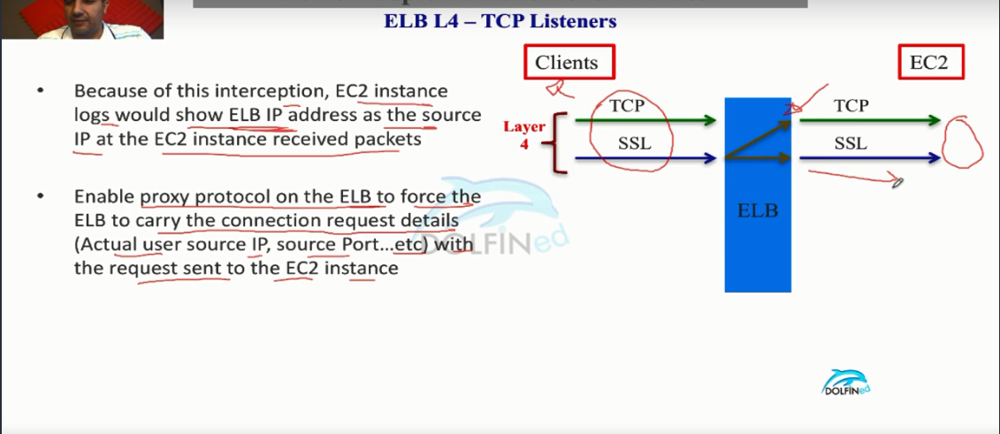 ELB L4 – TCP Listeners
• Because of this interception, EC2 instance
logs would show ELB IP address as the source
IP at the EC2 instance received packets
• Enable proxy protocol on the ELB to force the
ELB to carry the connection request details
(Actual user source IP, source Port...etc) with
the request sent to the EC2 instance
Clients
EC2
TCP
TCP
Layer
4
SSL
SSL
ELB
DOLFINed
DOLFINed